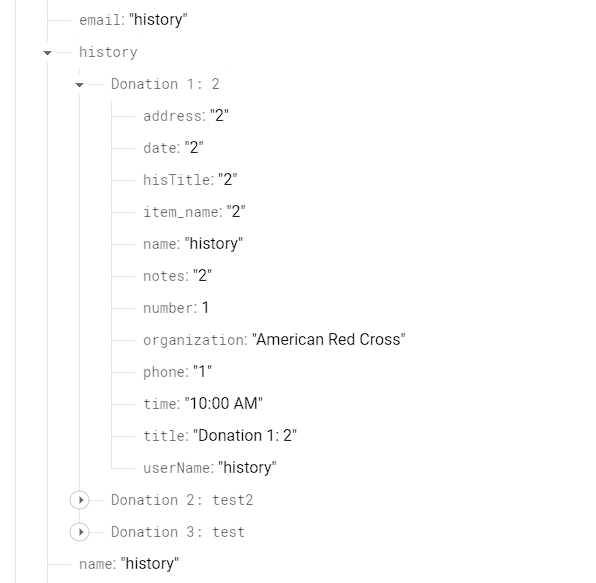 email: "history"
history
Donation 1: 2
address: "2"
date: "2"
hisTitle: "2"
item_name: "2"
name: "history"
notes: "2"
number: 1
organization: "American Red Cross"
phone: "1"
time: "10:00 AM"
title: "Donation 1: 2"
userName: "history"
Donation 2: test2
Donation 3: test
name: "history"